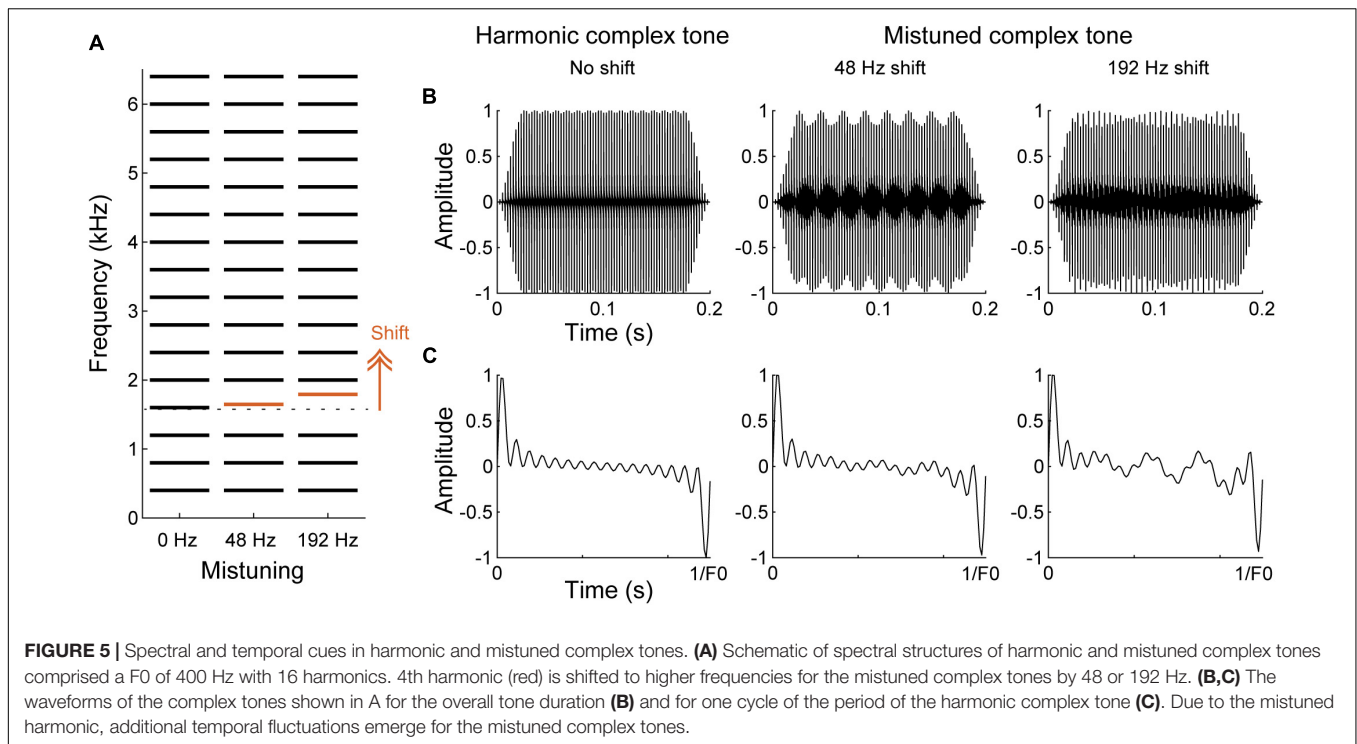 A
Frequency (kHz)
6
5
4
3
2
1
0
Shift
0 Hz 48 Hz 192 Hz
Mistuning
Harmonic complex tone
Mistuned complex tone
No shift
48 Hz shift
192 Hz shift
B
Amplitude
1
0.5
0
-0.5
-1
0 0.1 0.2
Time (s)
1
0.5
0
-0.5
-1
0 0.1 0.2
1
0.5
0
-0.5
-1
0 0.1 0.2
C
Amplitude
1
0.5
0
-0.5
-1
0 1/F0
Time (s)
1
0.5
0
-0.5
-1
0 1/F0
1
0.5
0
-0.5
-1
0 1/F0
FIGURE 5 | Spectral and temporal cues in harmonic and mistuned complex tones. (A) Schematic of spectral structures of harmonic and mistuned complex tones
comprised a F0 of 400 Hz with 16 harmonics. 4th harmonic (red) is shifted to higher frequencies for the mistuned complex tones by 48 or 192 Hz. (B,C) The
waveforms of the complex tones shown in A for the overall tone duration (B) and for one cycle of the period of the harmonic complex tone (C). Due to the mistuned
harmonic, additional temporal fluctuations emerge for the mistuned complex tones.